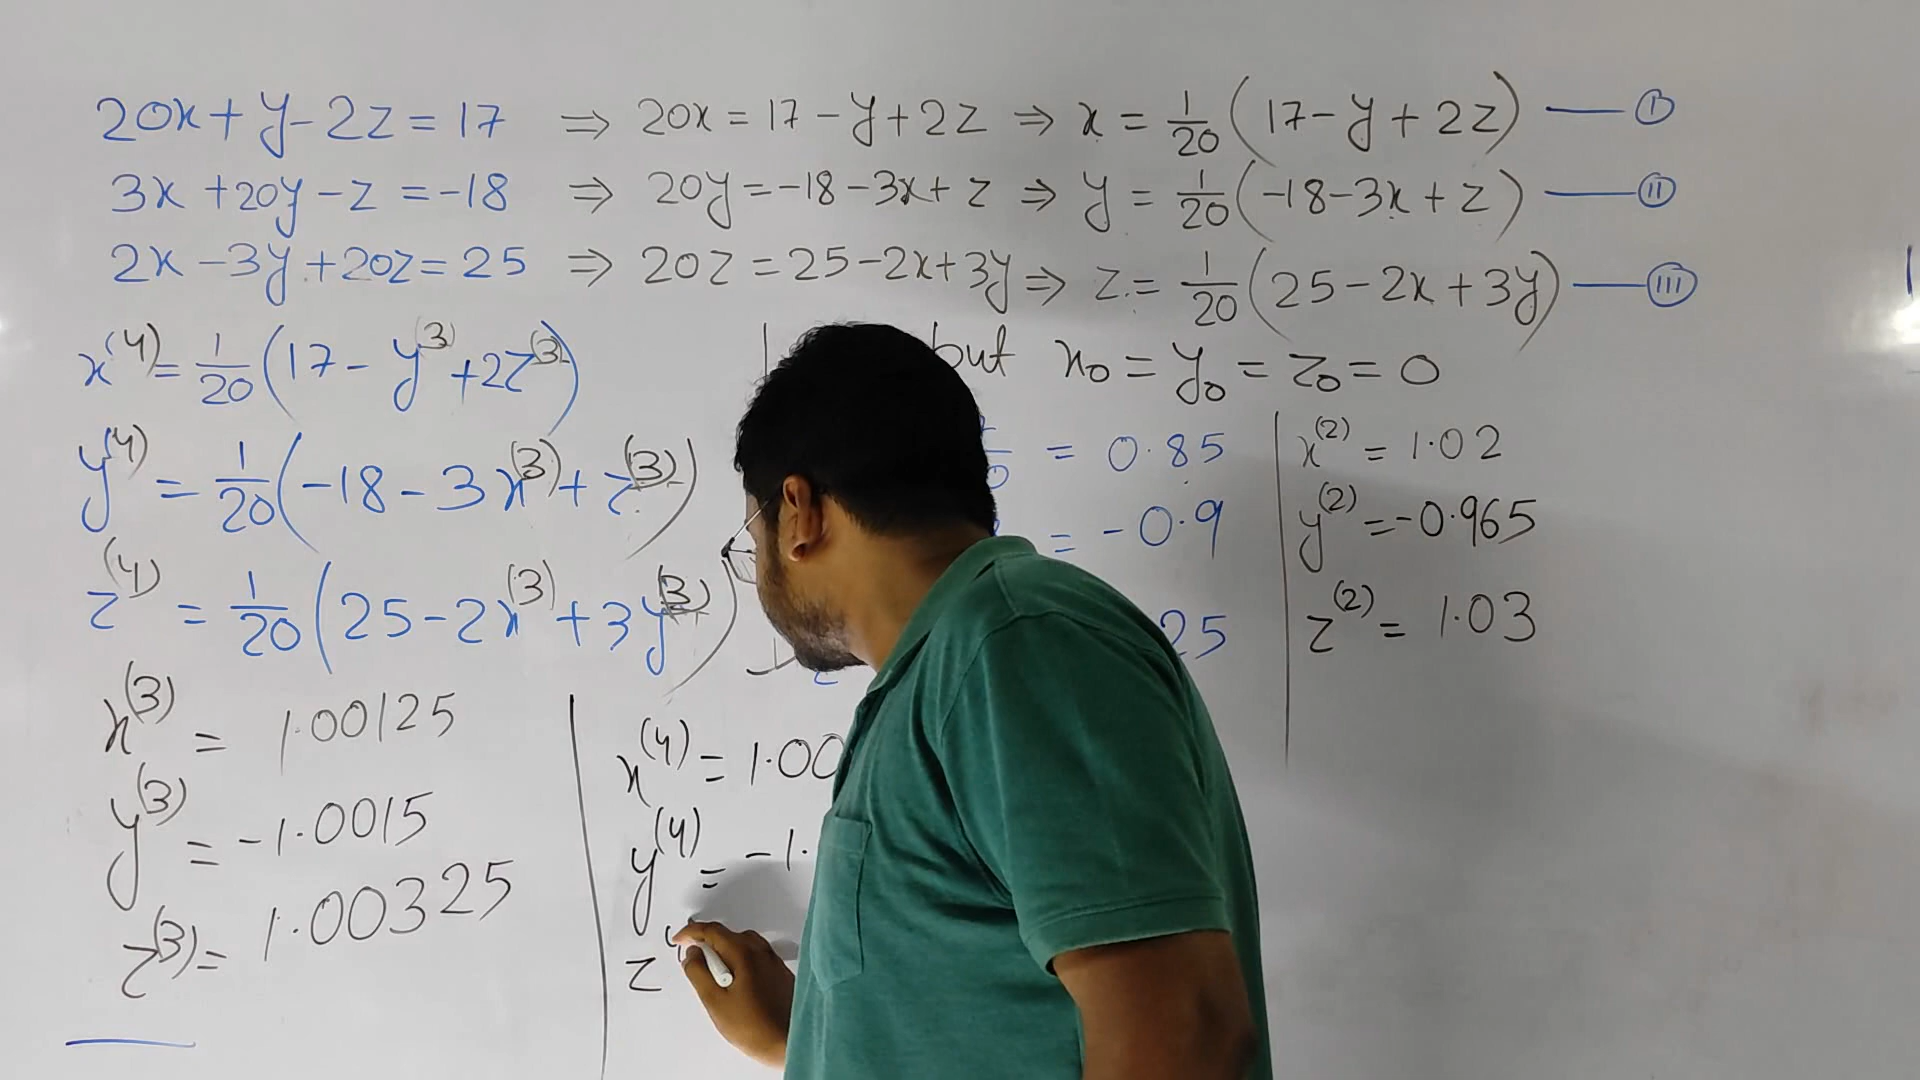 20x + y - 2z = 17 ⇒ 20x = 17 - y + 2z ⇒ x = 1/20 (17 - y + 2z) — (I)
3x + 20y - z = -18 ⇒ 20y = -18 - 3x + z ⇒ y = 1/20 (-18 - 3x + z) — (II)
2x - 3y + 20z = 25 ⇒ 20z = 25 - 2x + 3y ⇒ z = 1/20 (25 - 2x + 3y) — (III)
x^(4) = 1/20 (17 - y^(3) + 2z^(3))
y^(4) = 1/20 (-18 - 3x^(3) + z^(3))
z^(4) = 1/20 (25 - 2x^(3) + 3y^(3))
x^(3) = 1.00125
y^(3) = -1.0015
z^(3) = 1.00325
x^(4) = 1.00
y^(4) = -1.
z
but x₀ = y₀ = z₀ = 0
= 0.85
= -0.9
25
x^(2) = 1.02
y^(2) = -0.965
z^(2) = 1.03